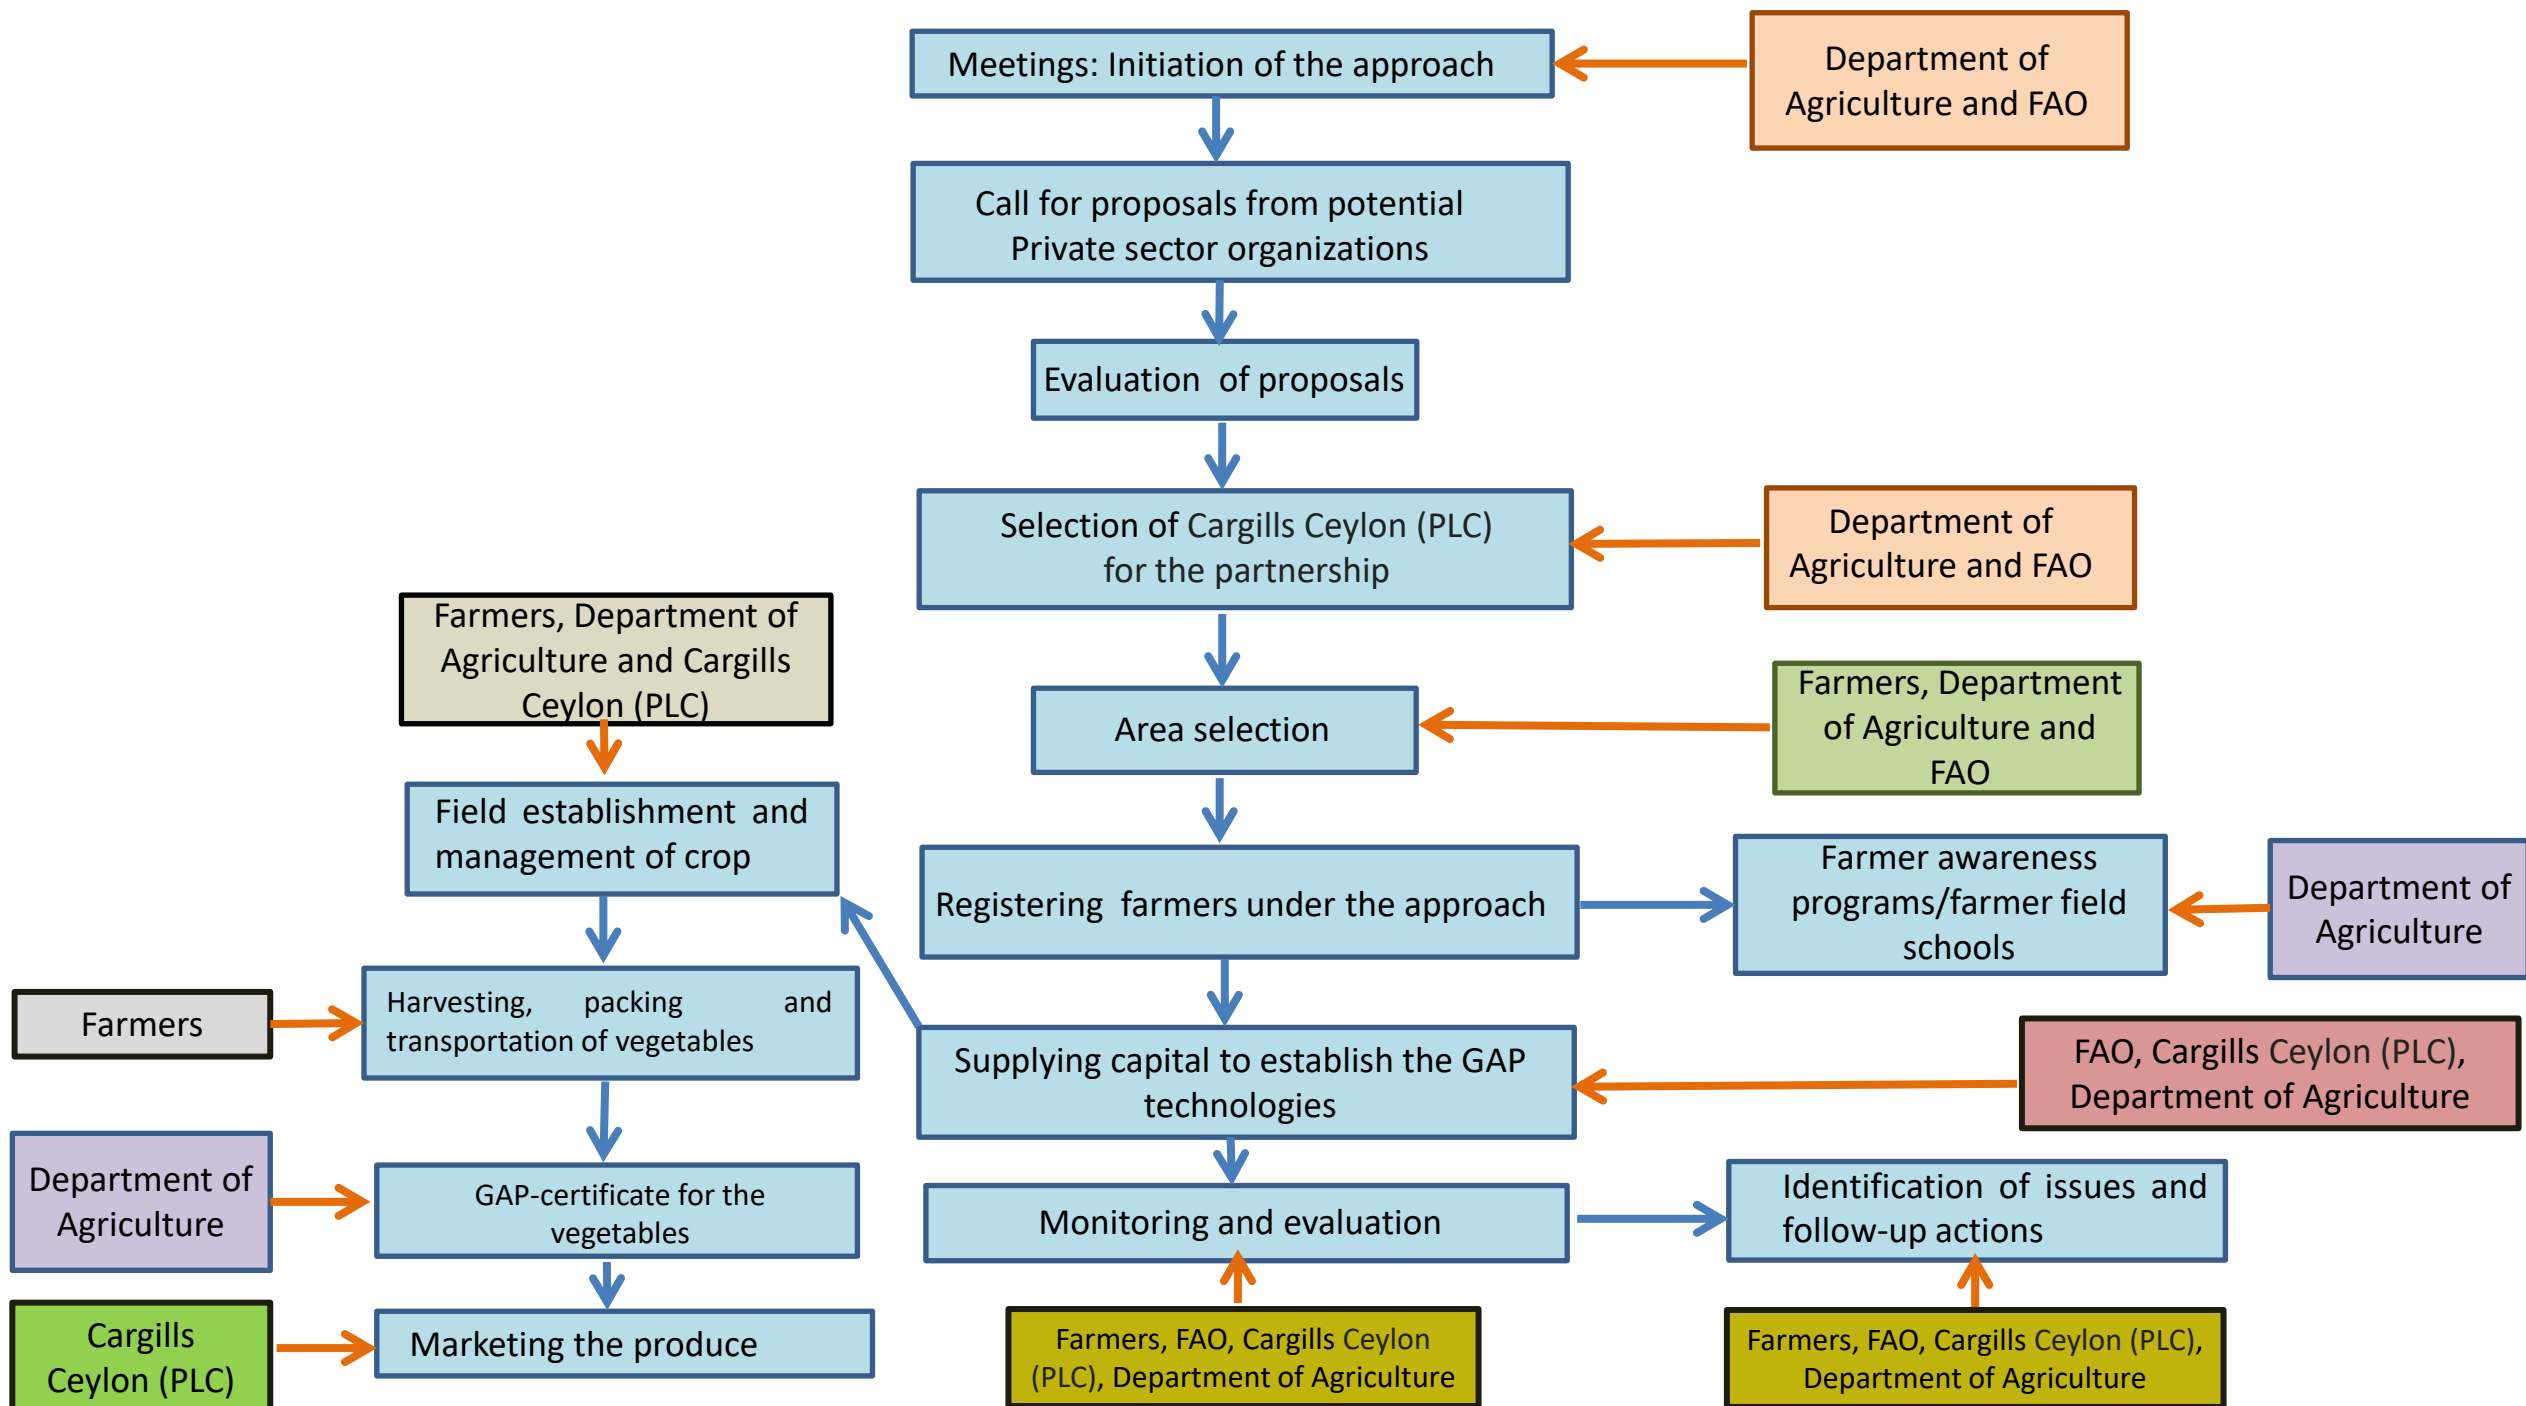 Meetings: Initiation of the approach
Department of
Agriculture and FAO
Call for proposals from potential
Private sector organizations
Evaluation of proposals
Selection of Cargills Ceylon (PLC)
for the partnership
Department of
Agriculture and FAO
Farmers, Department of
Agriculture and Cargills
Ceylon (PLC)
Area selection
Farmers, Department
of Agriculture and
FAO
Field establishment and
management of crop
Registering farmers under the approach
Farmer awareness
programs/farmer field
schools
Department of
Agriculture
Farmers
Harvesting, packing and
transportation of vegetables
Supplying capital to establish the GAP
technologies
FAO, Cargills Ceylon (PLC),
Department of Agriculture
Department of
Agriculture
GAP-certificate for the
vegetables
Monitoring and evaluation
Identification of issues and
follow-up actions
Cargills
Ceylon (PLC)
Marketing the produce
Farmers, FAO, Cargills Ceylon
(PLC), Department of Agriculture
Farmers, FAO, Cargills Ceylon (PLC),
Department of Agriculture